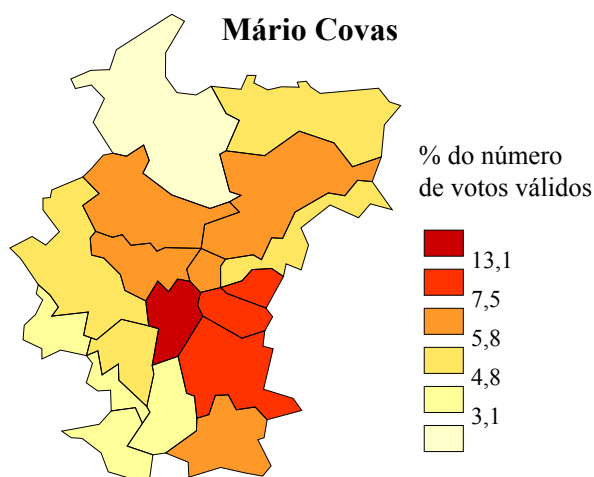 Mário Covas
% do número
de votos válidos
13,1
7,5
5,8
4,8
3,1